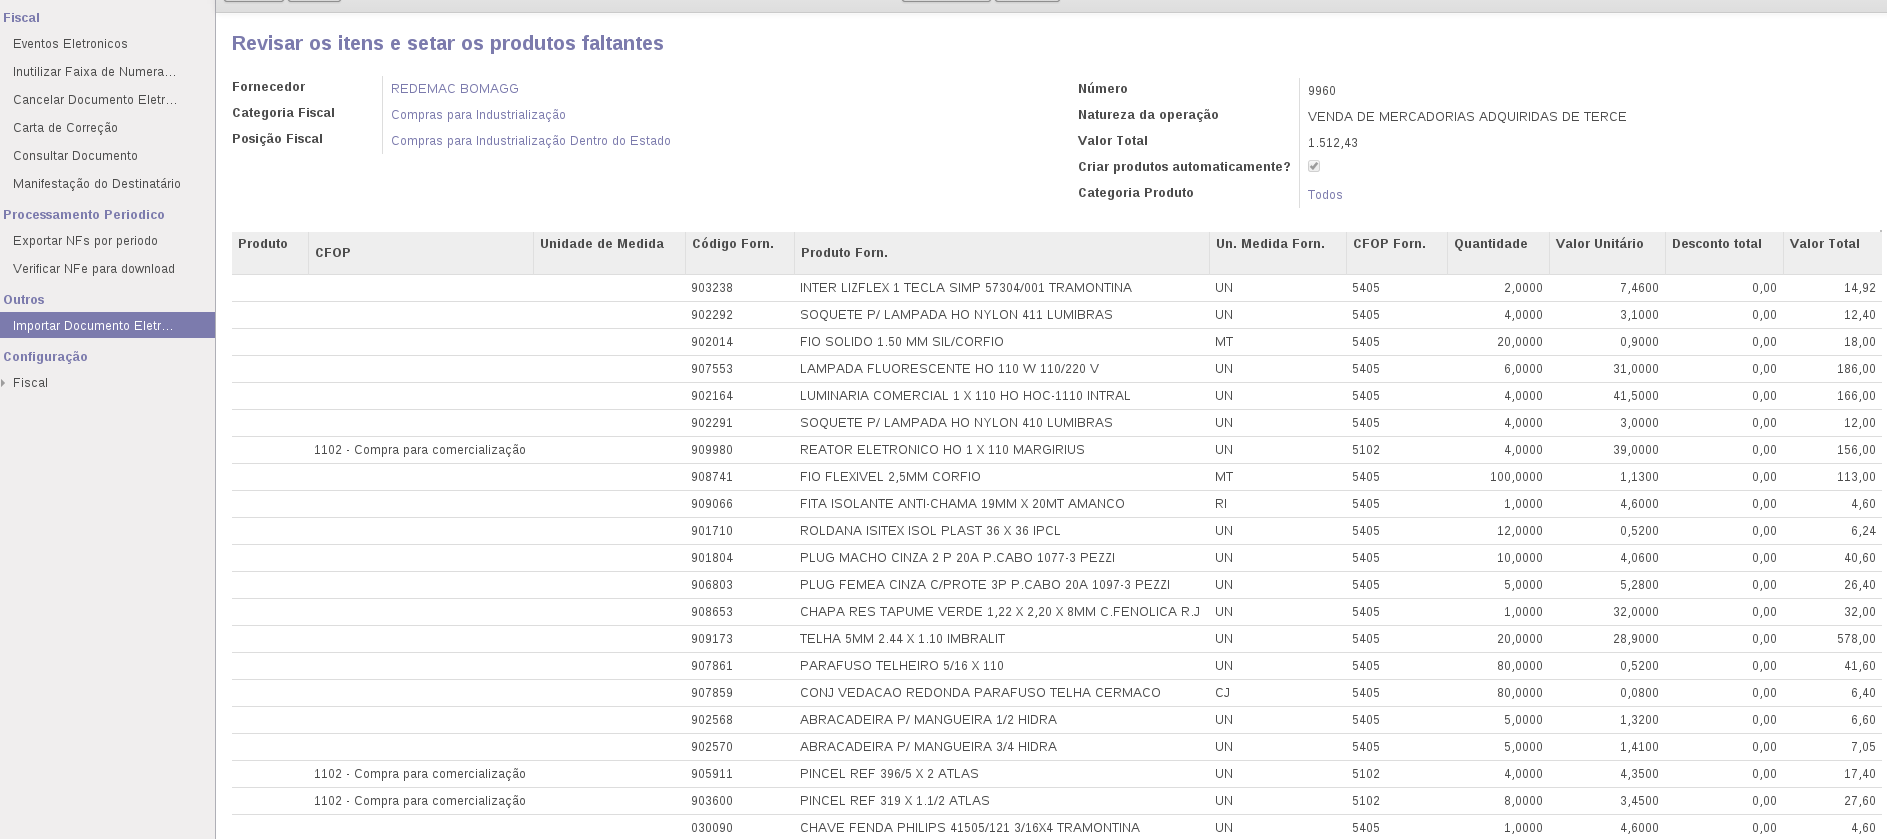 Fiscal
Eventos Eletronicos
Inutilizar Faixa de Numera...
Cancelar Documento Eletr...
Carta de Correção
Consultar Documento
Manifestação do Destinatário
Processamento Periodico
Exportar NFs por periodo
Verificar NFe para download
Outros
Importar Documento Eletr...
Configuração
Fiscal
Revisar os itens e setar os produtos faltantes
Fornecedor REDEMAC BOMAGG
Categoria Fiscal Compras para Industrialização
Posição Fiscal Compras para Industrialização Dentro do Estado
Número 9960
Natureza da operação VENDA DE MERCADORIAS ADQUIRIDAS DE TERCE
Valor Total 1.512,43
Criar produtos automaticamente?
Categoria Produto Todos
Produto CFOP Unidade de Medida Código Forn. Produto Forn. Un. Medida Forn. CFOP Forn. Quantidade Valor Unitário Desconto total Valor Total
903238 INTER LIZFLEX 1 TECLA SIMP 57304/001 TRAMONTINA UN 5405 2,0000 7,4600 0,00 14,92
902292 SOQUETE P/ LAMPADA HO NYLON 411 LUMIBRAS UN 5405 4,0000 3,1000 0,00 12,40
902014 FIO SOLIDO 1.50 MM SIL/CORFIO MT 5405 20,0000 0,9000 0,00 18,00
907553 LAMPADA FLUORESCENTE HO 110 W 110/220 V UN 5405 6,0000 31,0000 0,00 186,00
902164 LUMINARIA COMERCIAL 1 X 110 HO HOC-1110 INTRAL UN 5405 4,0000 41,5000 0,00 166,00
902291 SOQUETE P/ LAMPADA HO NYLON 410 LUMIBRAS UN 5405 4,0000 3,0000 0,00 12,00
1102 - Compra para comercialização 909980 REATOR ELETRONICO HO 1 X 110 MARGIRIUS UN 5102 4,0000 39,0000 0,00 156,00
908741 FIO FLEXIVEL 2,5MM CORFIO MT 5405 100,0000 1,1300 0,00 113,00
909066 FITA ISOLANTE ANTI-CHAMA 19MM X 20MT AMANCO RI 5405 1,0000 4,6000 0,00 4,60
901710 ROLDANA ISITEX ISOL PLAST 36 X 36 IPCL UN 5405 12,0000 0,5200 0,00 6,24
901804 PLUG MACHO CINZA 2 P 20A P.CABO 1077-3 PEZZI UN 5405 10,0000 4,0600 0,00 40,60
906803 PLUG FEMEA CINZA C/PROTE 3P P.CABO 20A 1097-3 PEZZI UN 5405 5,0000 5,2800 0,00 26,40
908653 CHAPA RES TAPUME VERDE 1,22 X 2,20 X 8MM C.FENOLICA R.J UN 5405 1,0000 32,0000 0,00 32,00
909173 TELHA 5MM 2.44 X 1.10 IMBRALIT UN 5405 20,0000 28,9000 0,00 578,00
907861 PARAFUSO TELHEIRO 5/16 X 110 UN 5405 80,0000 0,5200 0,00 41,60
907859 CONJ VEDACAO REDONDA PARAFUSO TELHA CERMACO CJ 5405 80,0000 0,0800 0,00 6,40
902568 ABRACADEIRA P/ MANGUEIRA 1/2 HIDRA UN 5405 5,0000 1,3200 0,00 6,60
902570 ABRACADEIRA P/ MANGUEIRA 3/4 HIDRA UN 5405 5,0000 1,4100 0,00 7,05
1102 - Compra para comercialização 905911 PINCEL REF 396/5 X 2 ATLAS UN 5102 4,0000 4,3500 0,00 17,40
1102 - Compra para comercialização 903600 PINCEL REF 319 X 1.1/2 ATLAS UN 5102 8,0000 3,4500 0,00 27,60
030090 CHAVE FENDA PHILIPS 41505/121 3/16X4 TRAMONTINA UN 5405 1,0000 4,6000 0,00 4,60